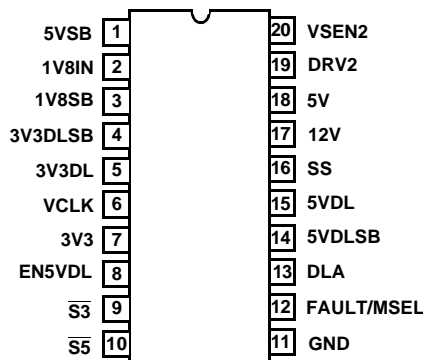 5VSB 1 20 VSEN2
1V8IN 2 19 DRV2
1V8SB 3 18 5V
3V3DLSB 4 17 12V
3V3DL 5 16 SS
VCLK 6 15 5VDL
3V3 7 14 5VDLSB
EN5VDL 8 13 DLA
S̅3̅ 9 12 FAULT/MSEL
S̅5̅ 10 11 GND